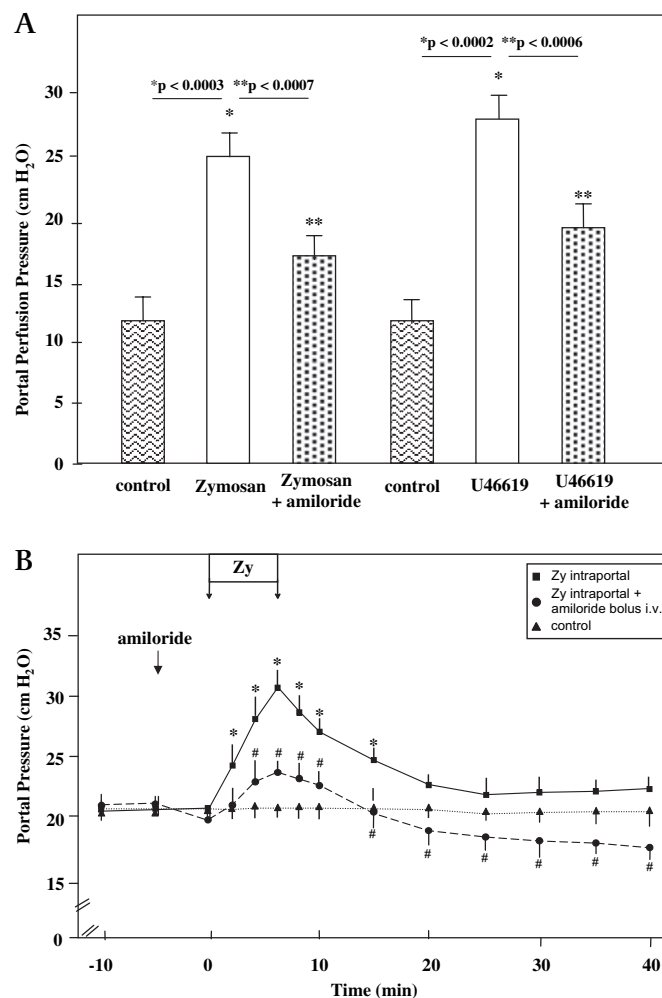 A
*p < 0.0002 **p < 0.0006
*p < 0.0003 **p < 0.0007
* * ** **
Portal Perfusion Pressure (cm H₂O)
30
25
20
15
10
5
0
control Zymosan Zymosan + amiloride control U46619 U46619 + amiloride
B
Zy
Zy intraportal
Zy intraportal +
amiloride bolus i.v.
control
amiloride
Portal Pressure (cm H₂O)
35
30
25
20
15
0
* * * * * *
# # # #
# # # # # #
-10 0 10 20 30 40
Time (min)